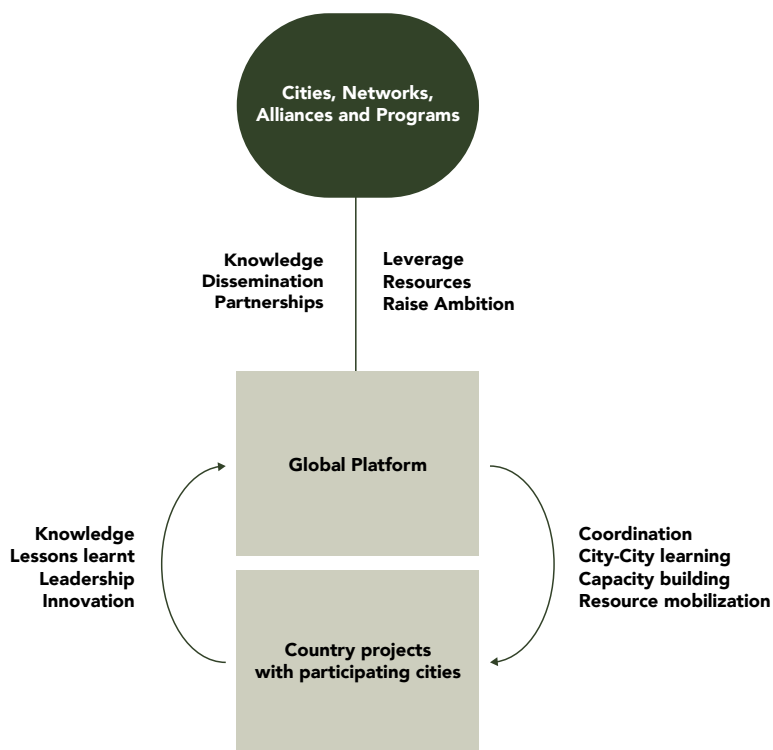 Cities, Networks,
Alliances and Programs
Knowledge
Dissemination
Partnerships
Leverage
Resources
Raise Ambition
Global Platform
Knowledge
Lessons learnt
Leadership
Innovation
Coordination
City-City learning
Capacity building
Resource mobilization
Country projects
with participating cities